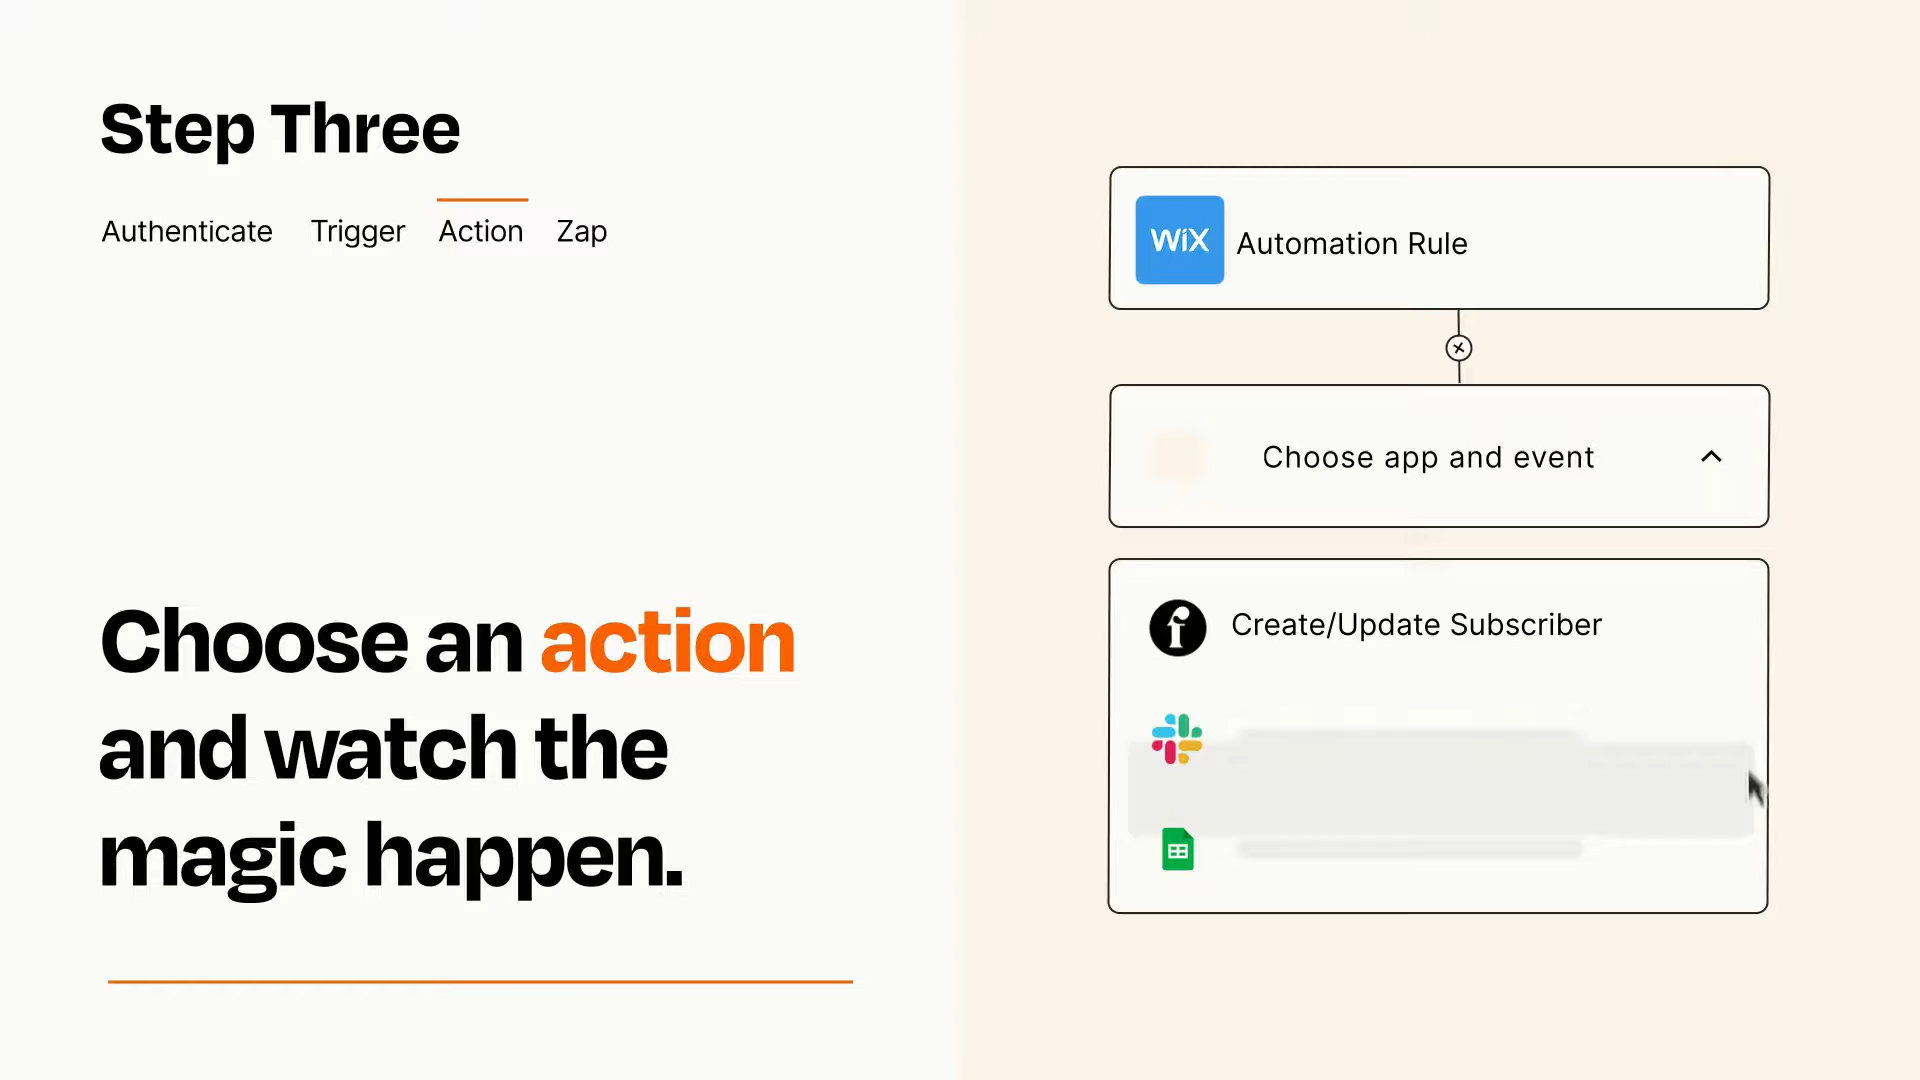 Step Three
Authenticate Trigger Action Zap
Choose an action
and watch the
magic happen.
WiX Automation Rule
Choose app and event
Create/Update Subscriber